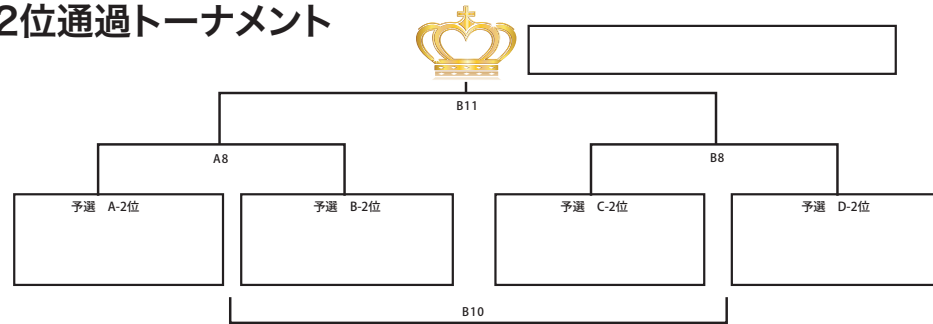 2位通過トーナメント
B11
A8
B8
予選 A-2位
予選 B-2位
予選 C-2位
予選 D-2位
B10